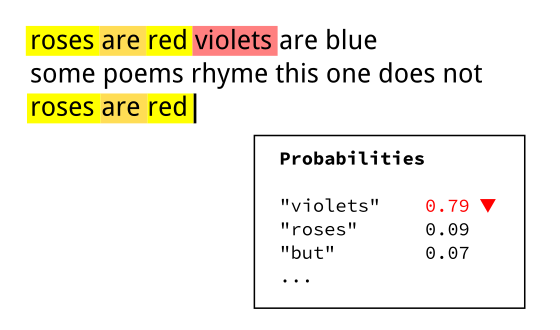 roses are red violets are blue
some poems rhyme this one does not
roses are red
Probabilities
"violets" 0.79 ▼
"roses" 0.09
"but" 0.07
...